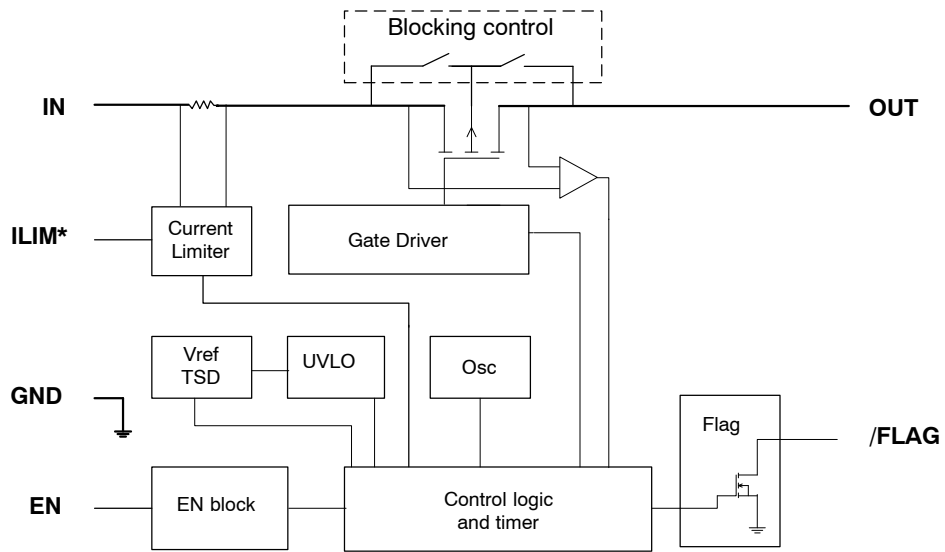 Blocking control
IN
OUT
ILIM*
Current
Limiter
Gate Driver
Vref
TSD
UVLO
Osc
GND
Flag
/FLAG
EN
EN block
Control logic
and timer